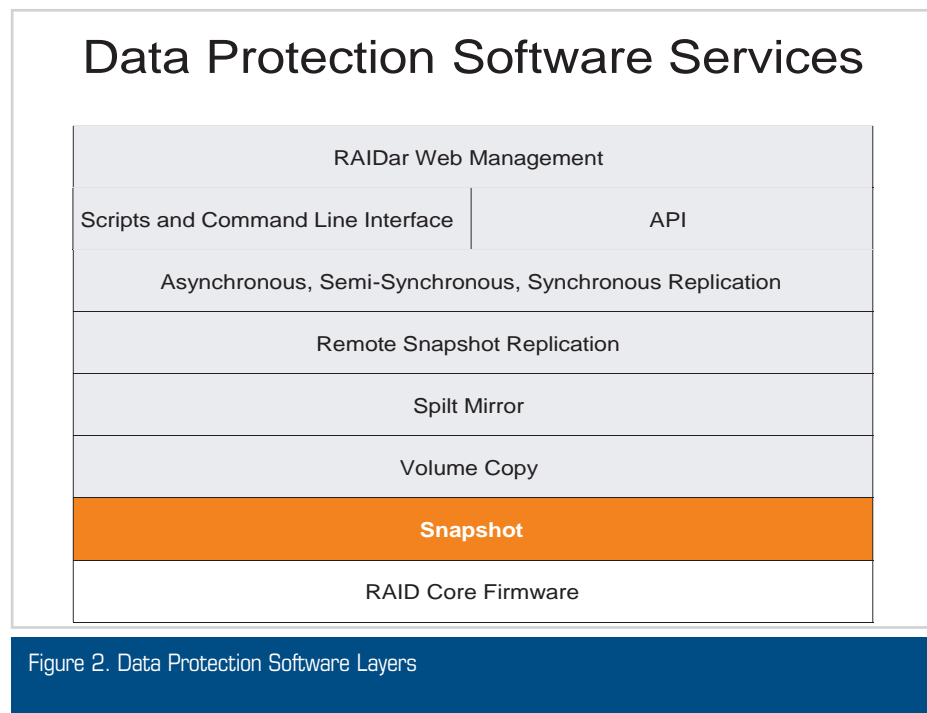 Data Protection Software Services
RAIDar Web Management
Scripts and Command Line Interface
API
Asynchronous, Semi-Synchronous, Synchronous Replication
Remote Snapshot Replication
Spilt Mirror
Volume Copy
Snapshot
RAID Core Firmware
Figure 2. Data Protection Software Layers